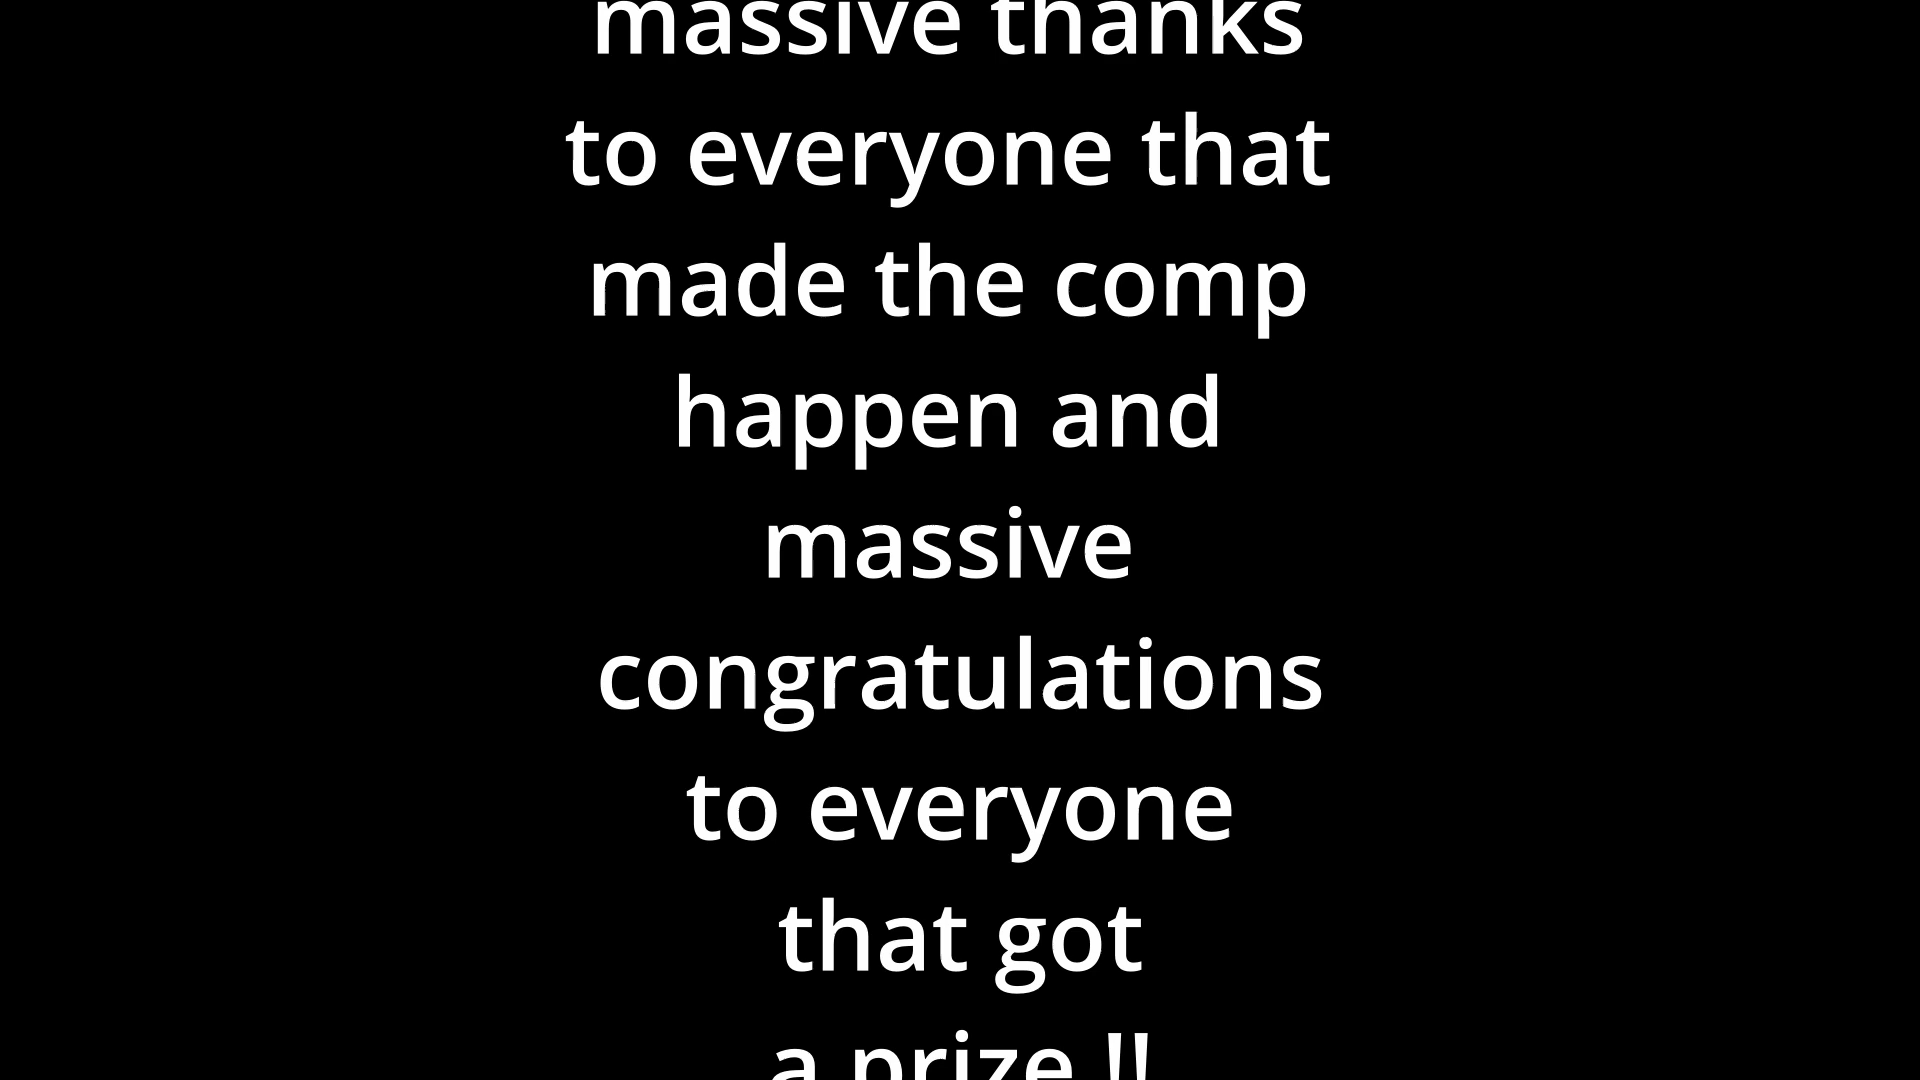 massive thanks
to everyone that
made the comp
happen and
massive
congratulations
to everyone
that got
a prize !!